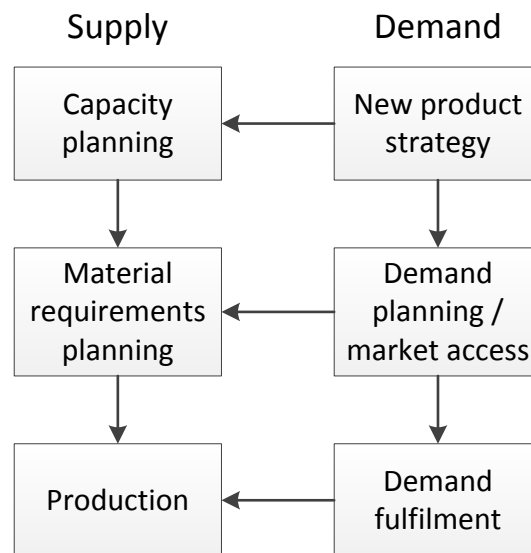 Supply
Demand
Capacity
planning
New product
strategy
Material
requirements
planning
Demand
planning /
market access
Production
Demand
fulfilment